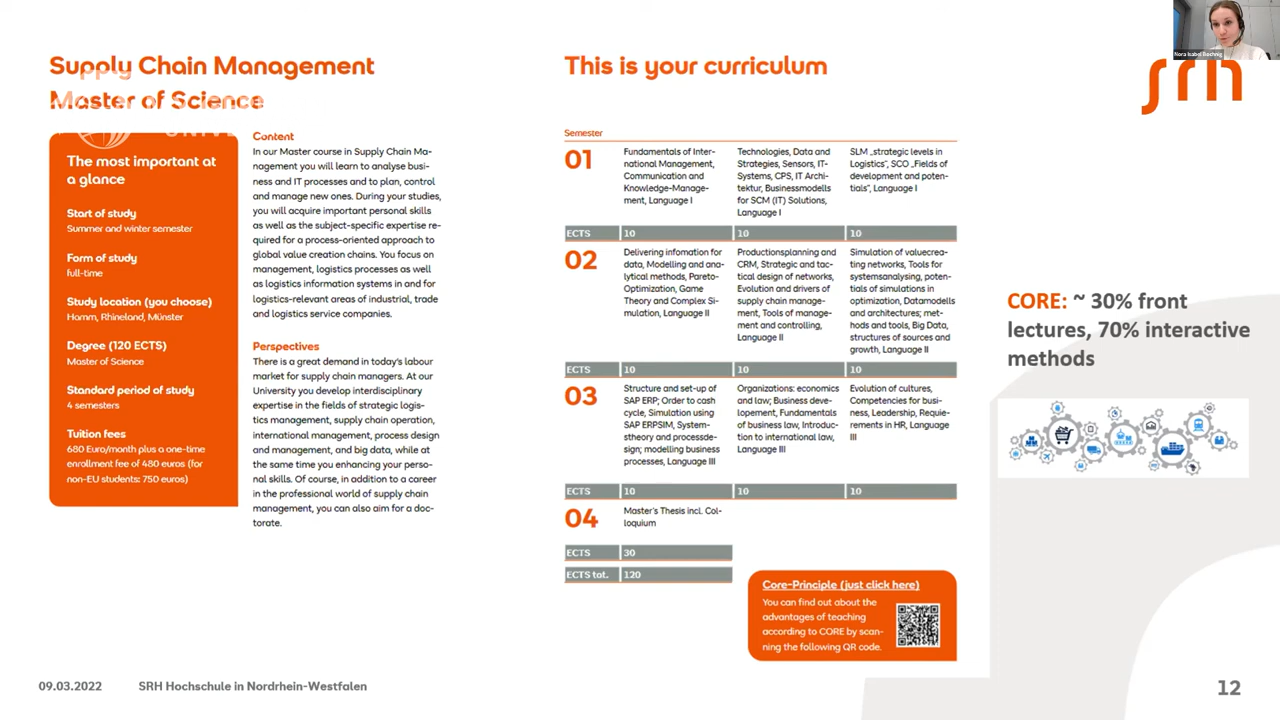 Supply Chain Management
Master of Science
The most important at
a glance
Start of study
Summer and winter semester
Form of study
full-time
Study location (you choose)
Hamm, Rhineland, Münster
Degree (120 ECTS)
Master of Science
Standard period of study
4 semesters
Tuition fees
680 Euro/month plus a one-time
enrollment fee of 480 euros (for
non-EU students: 750 euros)
Content
In our Master course in Supply Chain Ma-
nagement you will learn to analyse busi-
ness and IT processes and to plan, control
and manage new ones. During your studies,
you will acquire important personal skills
as well as the subject-specific expertise re-
quired for a process-oriented approach to
global value creation chains. You focus on
management, logistics processes as well
as logistics information systems in and for
logistics-relevant areas of industrial, trade
and logistics service companies.
Perspectives
There is a great demand in today's labour
market for supply chain managers. At our
University you develop interdisciplinary
expertise in the fields of strategic logis-
tics management, supply chain operation,
international management, process design
and management, and big data, while at
the same time you enhancing your perso-
nal skills. Of course, in addition to a career
in the professional world of supply chain
management, you can also aim for a doc-
torate.
This is your curriculum
Semester
01
Fundamentals of Inter-
national Management,
Communication and
Knowledge-Manage-
ment, Language I
Technologies, Data and
Strategies, Sensors, IT-
Systems, CPS, IT Archi-
tektur, Businessmodells
for SCM (IT) Solutions,
Language I
SLM „strategic levels in
Logistics", SCO „Fields of
development and poten-
tials", Language I
ECTS 10 10 10
02
Delivering infomation for
data, Modelling and ana-
lytical methods, Pareto-
Optimization, Game
Theory and Complex Si-
mulation, Language II
Productionsplanning and
CRM, Strategic and tac-
tical design of networks,
Evolution and drivers of
supply chain manage-
ment, Tools of manage-
ment and controlling,
Language II
Simulation of valuecrea-
ting networks, Tools for
systemsanalysing, poten-
tials of simulations in
optimization, Datamodels
and architectures; met-
hods and tools, Big Data,
structures of sources and
growth, Language II
ECTS 10 10 10
03
Structure and set-up of
SAP ERP; Order to cash
cycle, Simulation using
SAP ERPSIM, System-
stheory and processde-
sign; modelling business
processes, Language III
Organizations: economics
and law; Business deve-
lopement, Fundamentals
of business law, Introduc-
tion to international law,
Language III
Evolution of cultures,
Competencies for busi-
ness, Leadership, Requie-
rements in HR, Language
III
ECTS 10 10 10
04
Master's Thesis incl. Col-
loquium
ECTS 30
ECTS tot. 120
Core-Principle (just click here)
You can find out about the
advantages of teaching
according to CORE by scan-
ning the following QR code.
srh
CORE: ~ 30% front
lectures, 70% interactive
methods
09.03.2022
SRH Hochschule in Nordrhein-Westfalen
12